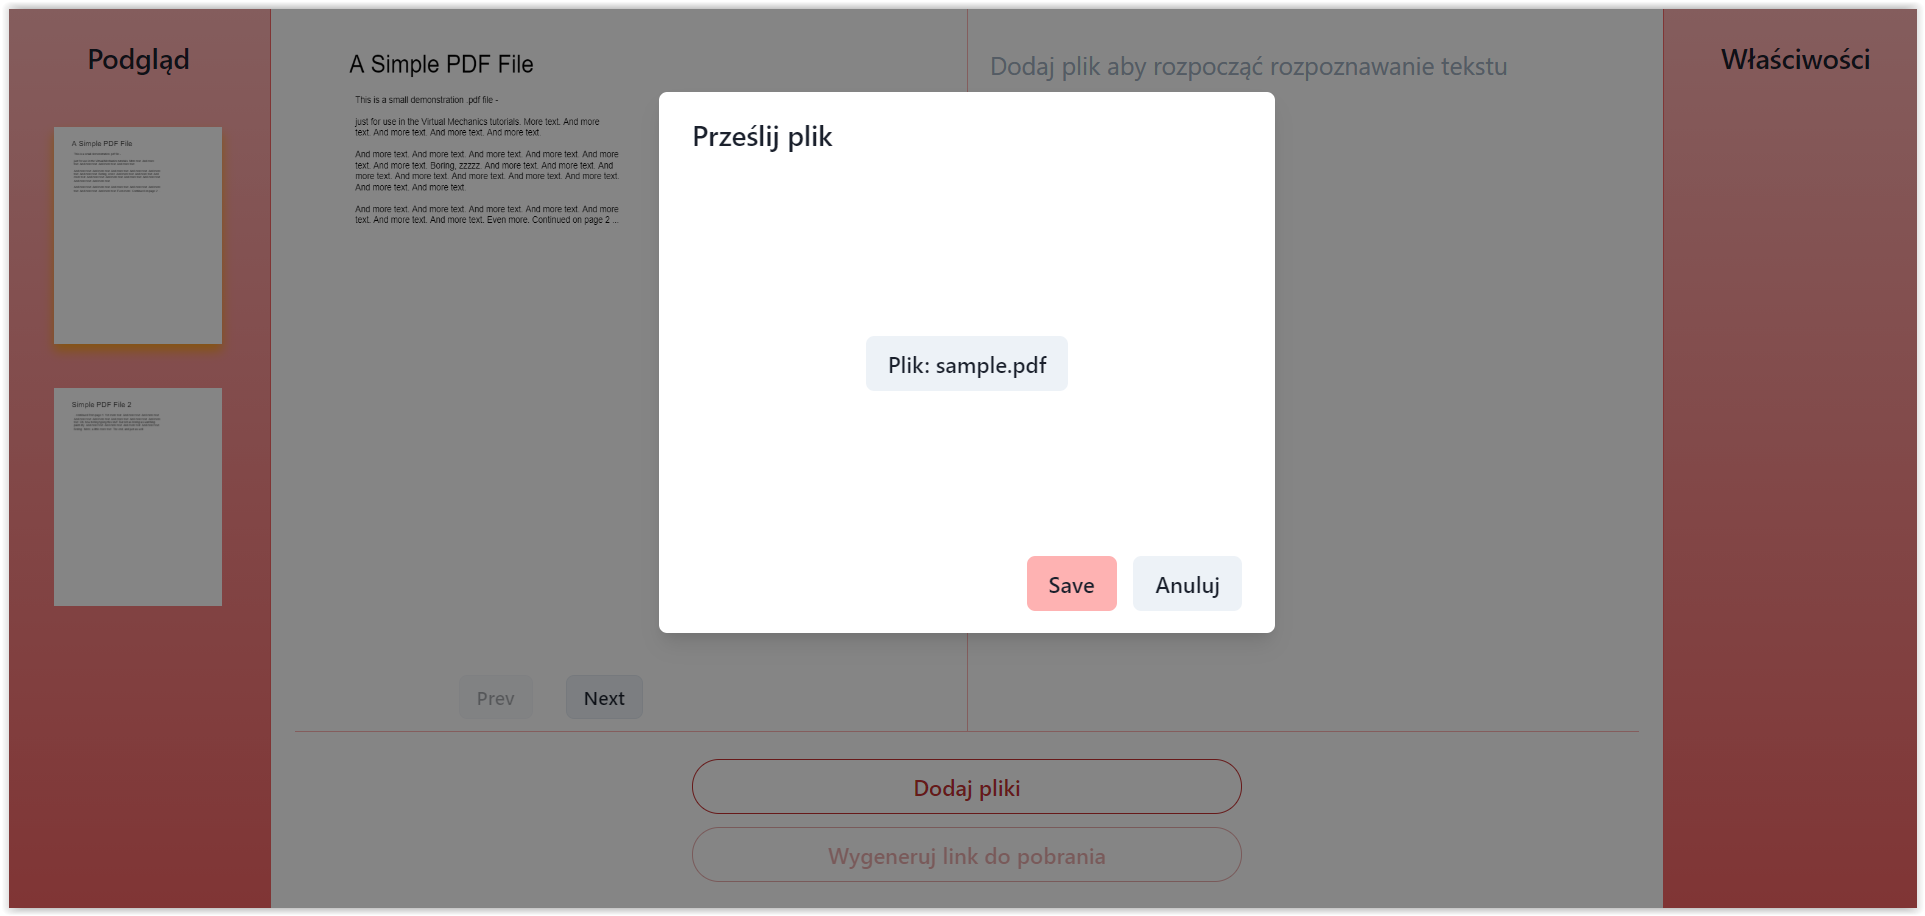 Podgląd
A Simple PDF File
Simple PDF File 2
A Simple PDF File
This is a small demonstration .pdf file -
just for use in the Virtual Mechanics tutorials. More text. And more
text. And more text. And more text. And more text.
And more text. And more text. And more text. And more text. And more
text. And more text. Boring, zzzzz. And more text. And more text. And
more text. And more text. And more text. And more text. And more text.
And more text. And more text.
And more text. And more text. And more text. And more text. And more
text. And more text. And more text. Even more. Continued on page 2 ...
Prev
Next
Dodaj plik aby rozpocząć rozpoznawanie tekstu
Prześlij plik
Plik: sample.pdf
Save
Anuluj
Dodaj pliki
Wygeneruj link do pobrania
Właściwości